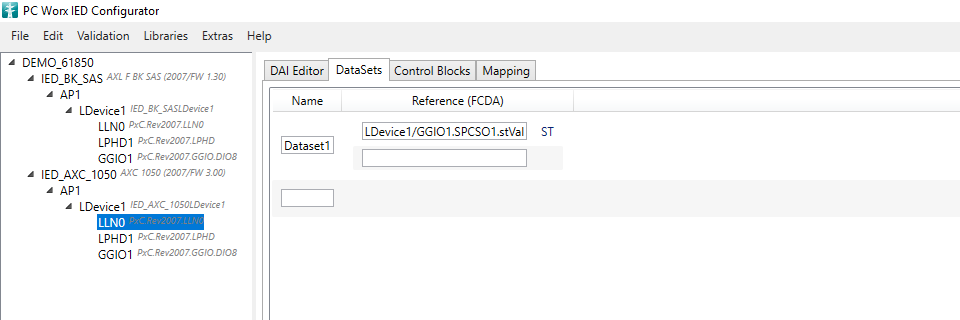 PC Worx IED Configurator
File Edit Validation Libraries Extras Help
DEMO_61850
IED_BK_SAS AXL F BK SAS (2007/FW 1.30)
AP1
LDevice1 IED_BK_SASLDevice1
LLN0 PxC.Rev2007.LLN0
LPHD1 PxC.Rev2007.LPHD
GGIO1 PxC.Rev2007.GGIO.DIO8
IED_AXC_1050 AXC 1050 (2007/FW 3.00)
AP1
LDevice1 IED_AXC_1050LDevice1
LLN0 PxC.Rev2007.LLN0
LPHD1 PxC.Rev2007.LPHD
GGIO1 PxC.Rev2007.GGIO.DIO8
DAI Editor DataSets Control Blocks Mapping
Name Reference (FCDA)
Dataset1 LDevice1/GGIO1.SPCSO1.stVal ST